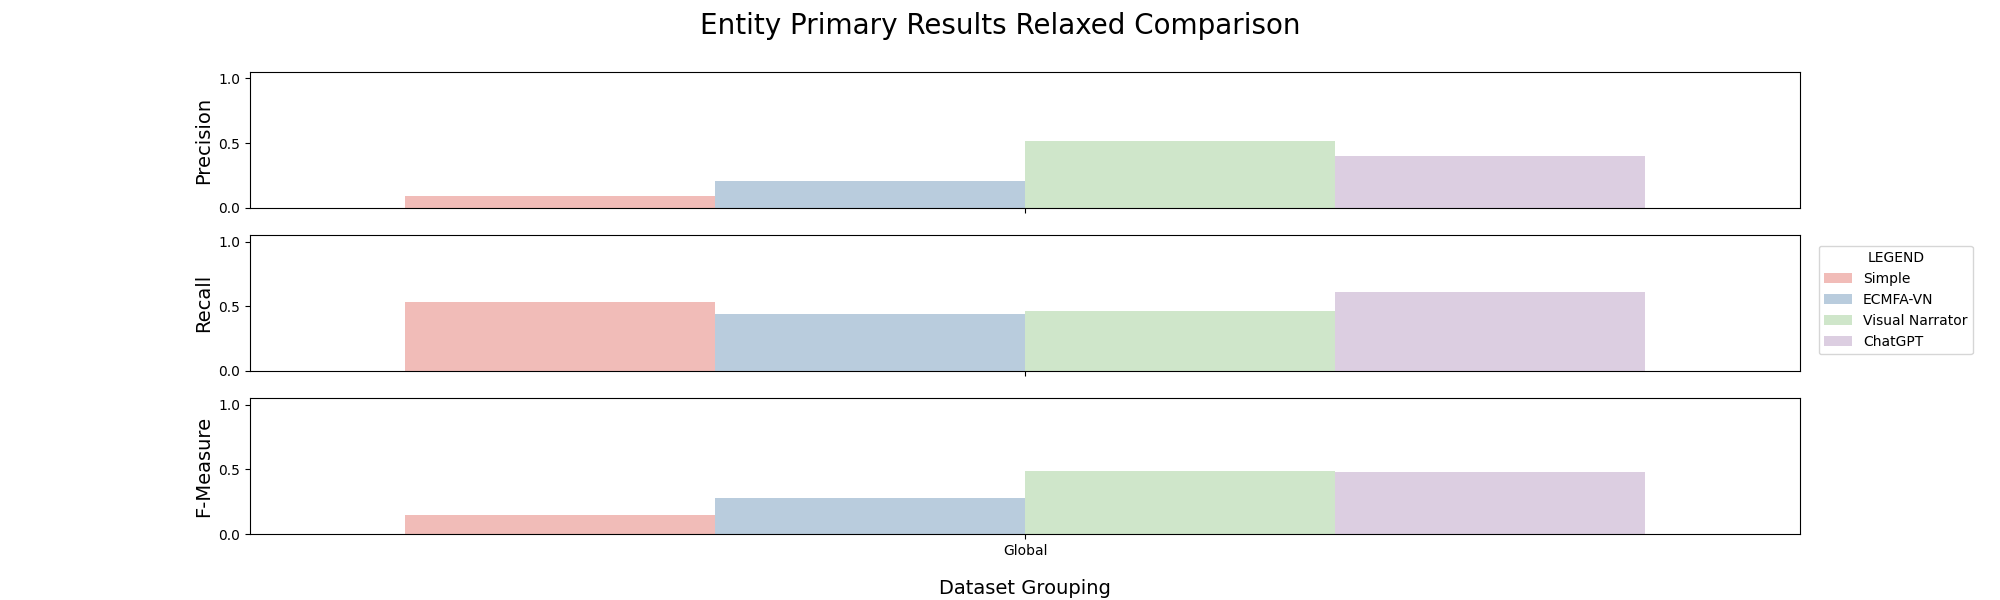 Entity Primary Results Relaxed Comparison
1.0
0.5
0.0
Precision
1.0
0.5
0.0
Recall
LEGEND
Simple
ECMFA-VN
Visual Narrator
ChatGPT
1.0
0.5
0.0
F-Measure
Global
Dataset Grouping